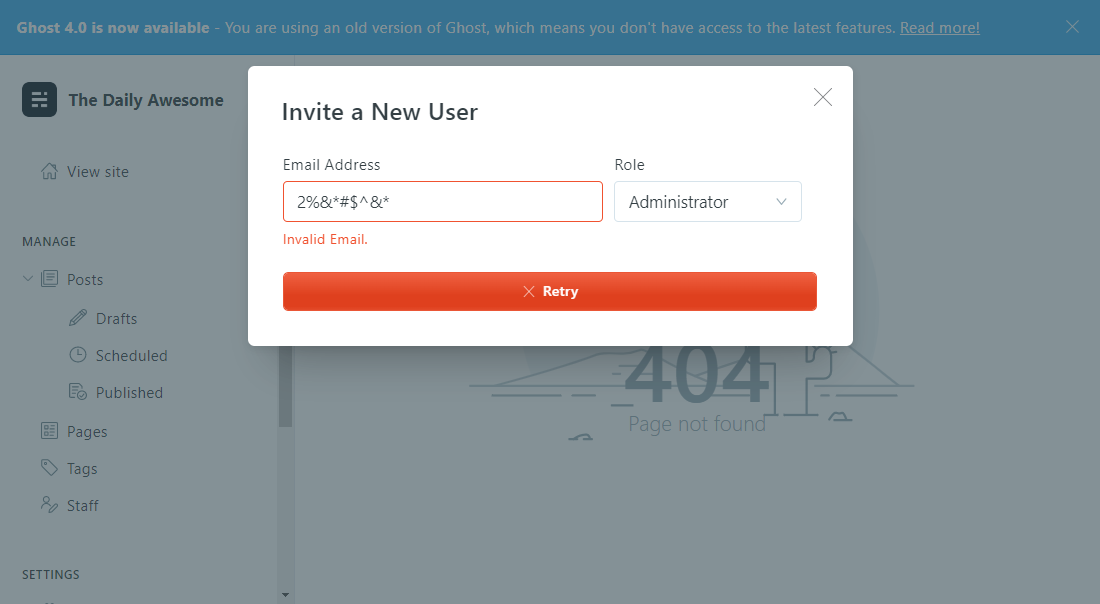 Ghost 4.0 is now available - You are using an old version of Ghost, which means you don't have access to the latest features. Read more!
The Daily Awesome
View site
MANAGE
Posts
Drafts
Scheduled
Published
Pages
Tags
Staff
SETTINGS
Invite a New User
Email Address
Role
2%&*#$^&*
Administrator
Invalid Email.
Retry
404
Page not found